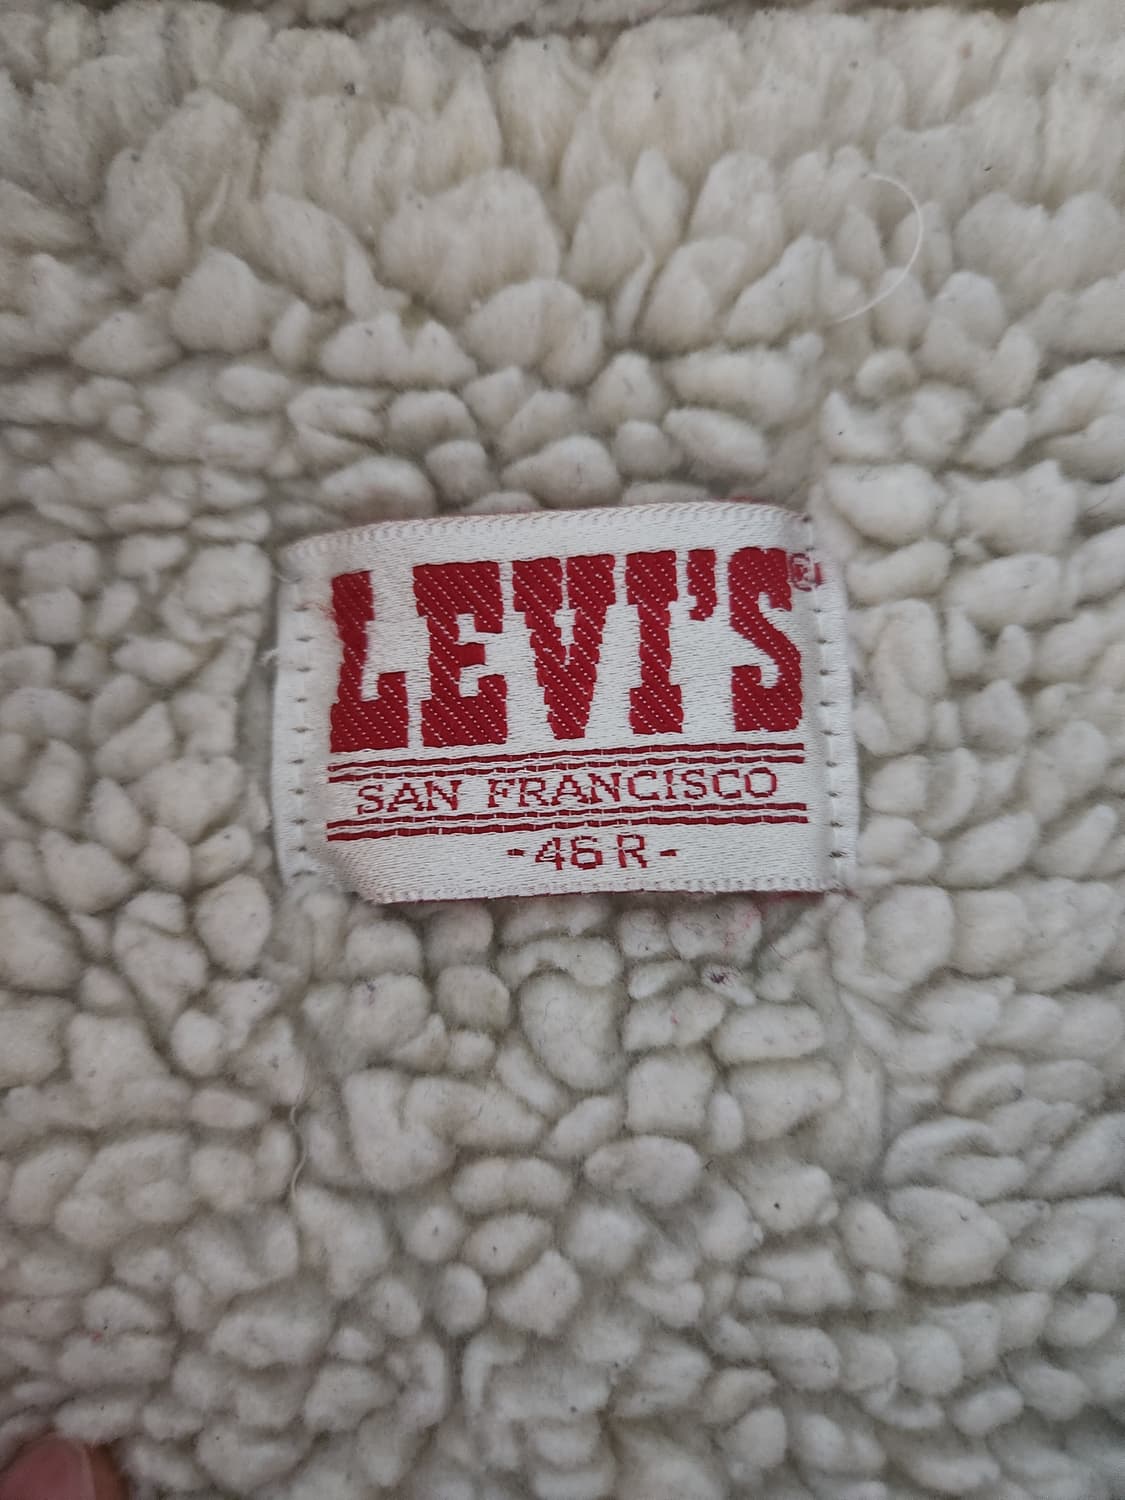 LEVI'S®
SAN FRANCISCO
-46R-